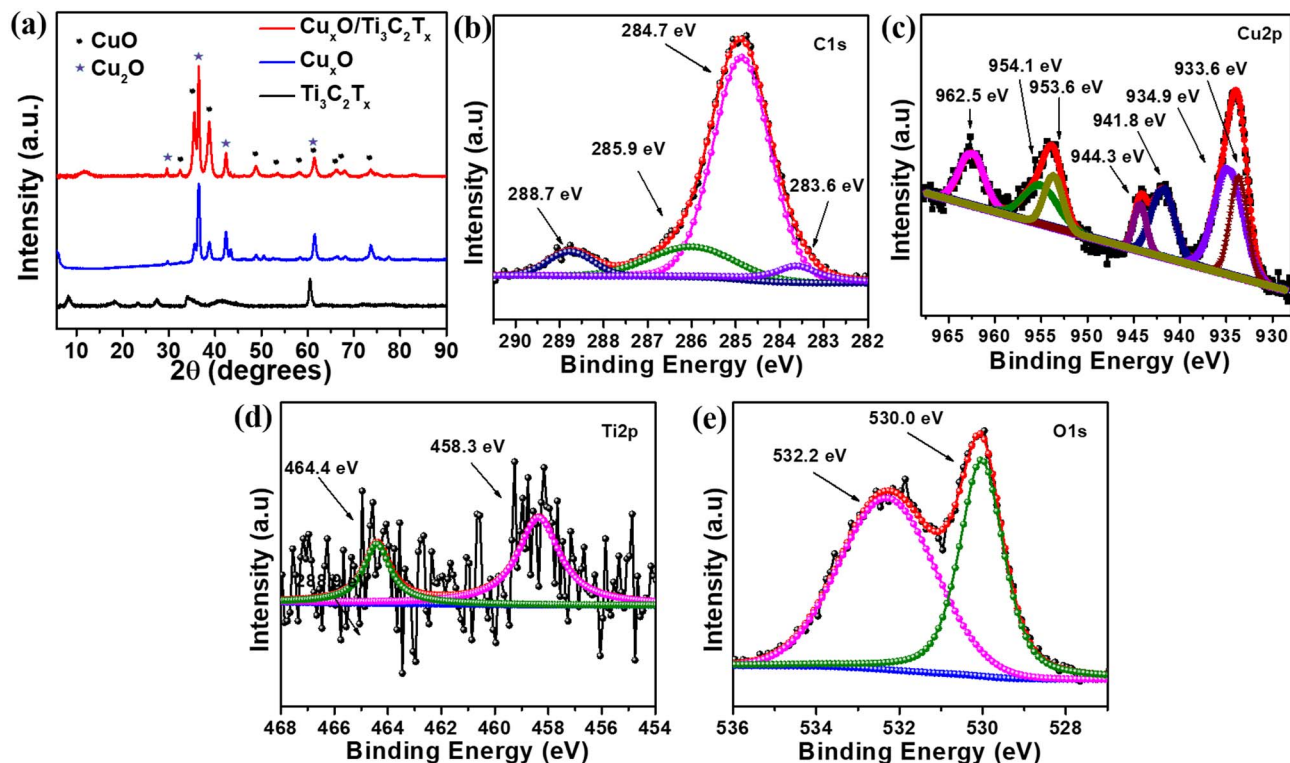 (a)
CuO
Cu2O
CuxO/Ti3C2Tx
CuxO
Ti3C2Tx
Intensity (a.u.)
10 20 30 40 50 60 70 80 90
2θ (degrees)
(b)
C1s
284.7 eV
285.9 eV
288.7 eV
283.6 eV
Intensity (a.u)
290 289 288 287 286 285 284 283 282
Binding Energy (eV)
(c)
Cu2p
954.1 eV
933.6 eV
953.6 eV
962.5 eV
934.9 eV
941.8 eV
944.3 eV
Intensity (a.u)
965 960 955 950 945 940 935 930
Binding Energy (eV)
(d)
Ti2p
458.3 eV
464.4 eV
Intensity (a.u)
468 466 464 462 460 458 456 454
Binding Energy (eV)
(e)
O1s
530.0 eV
532.2 eV
Intensity (a.u)
536 534 532 530 528
Binding Energy (eV)